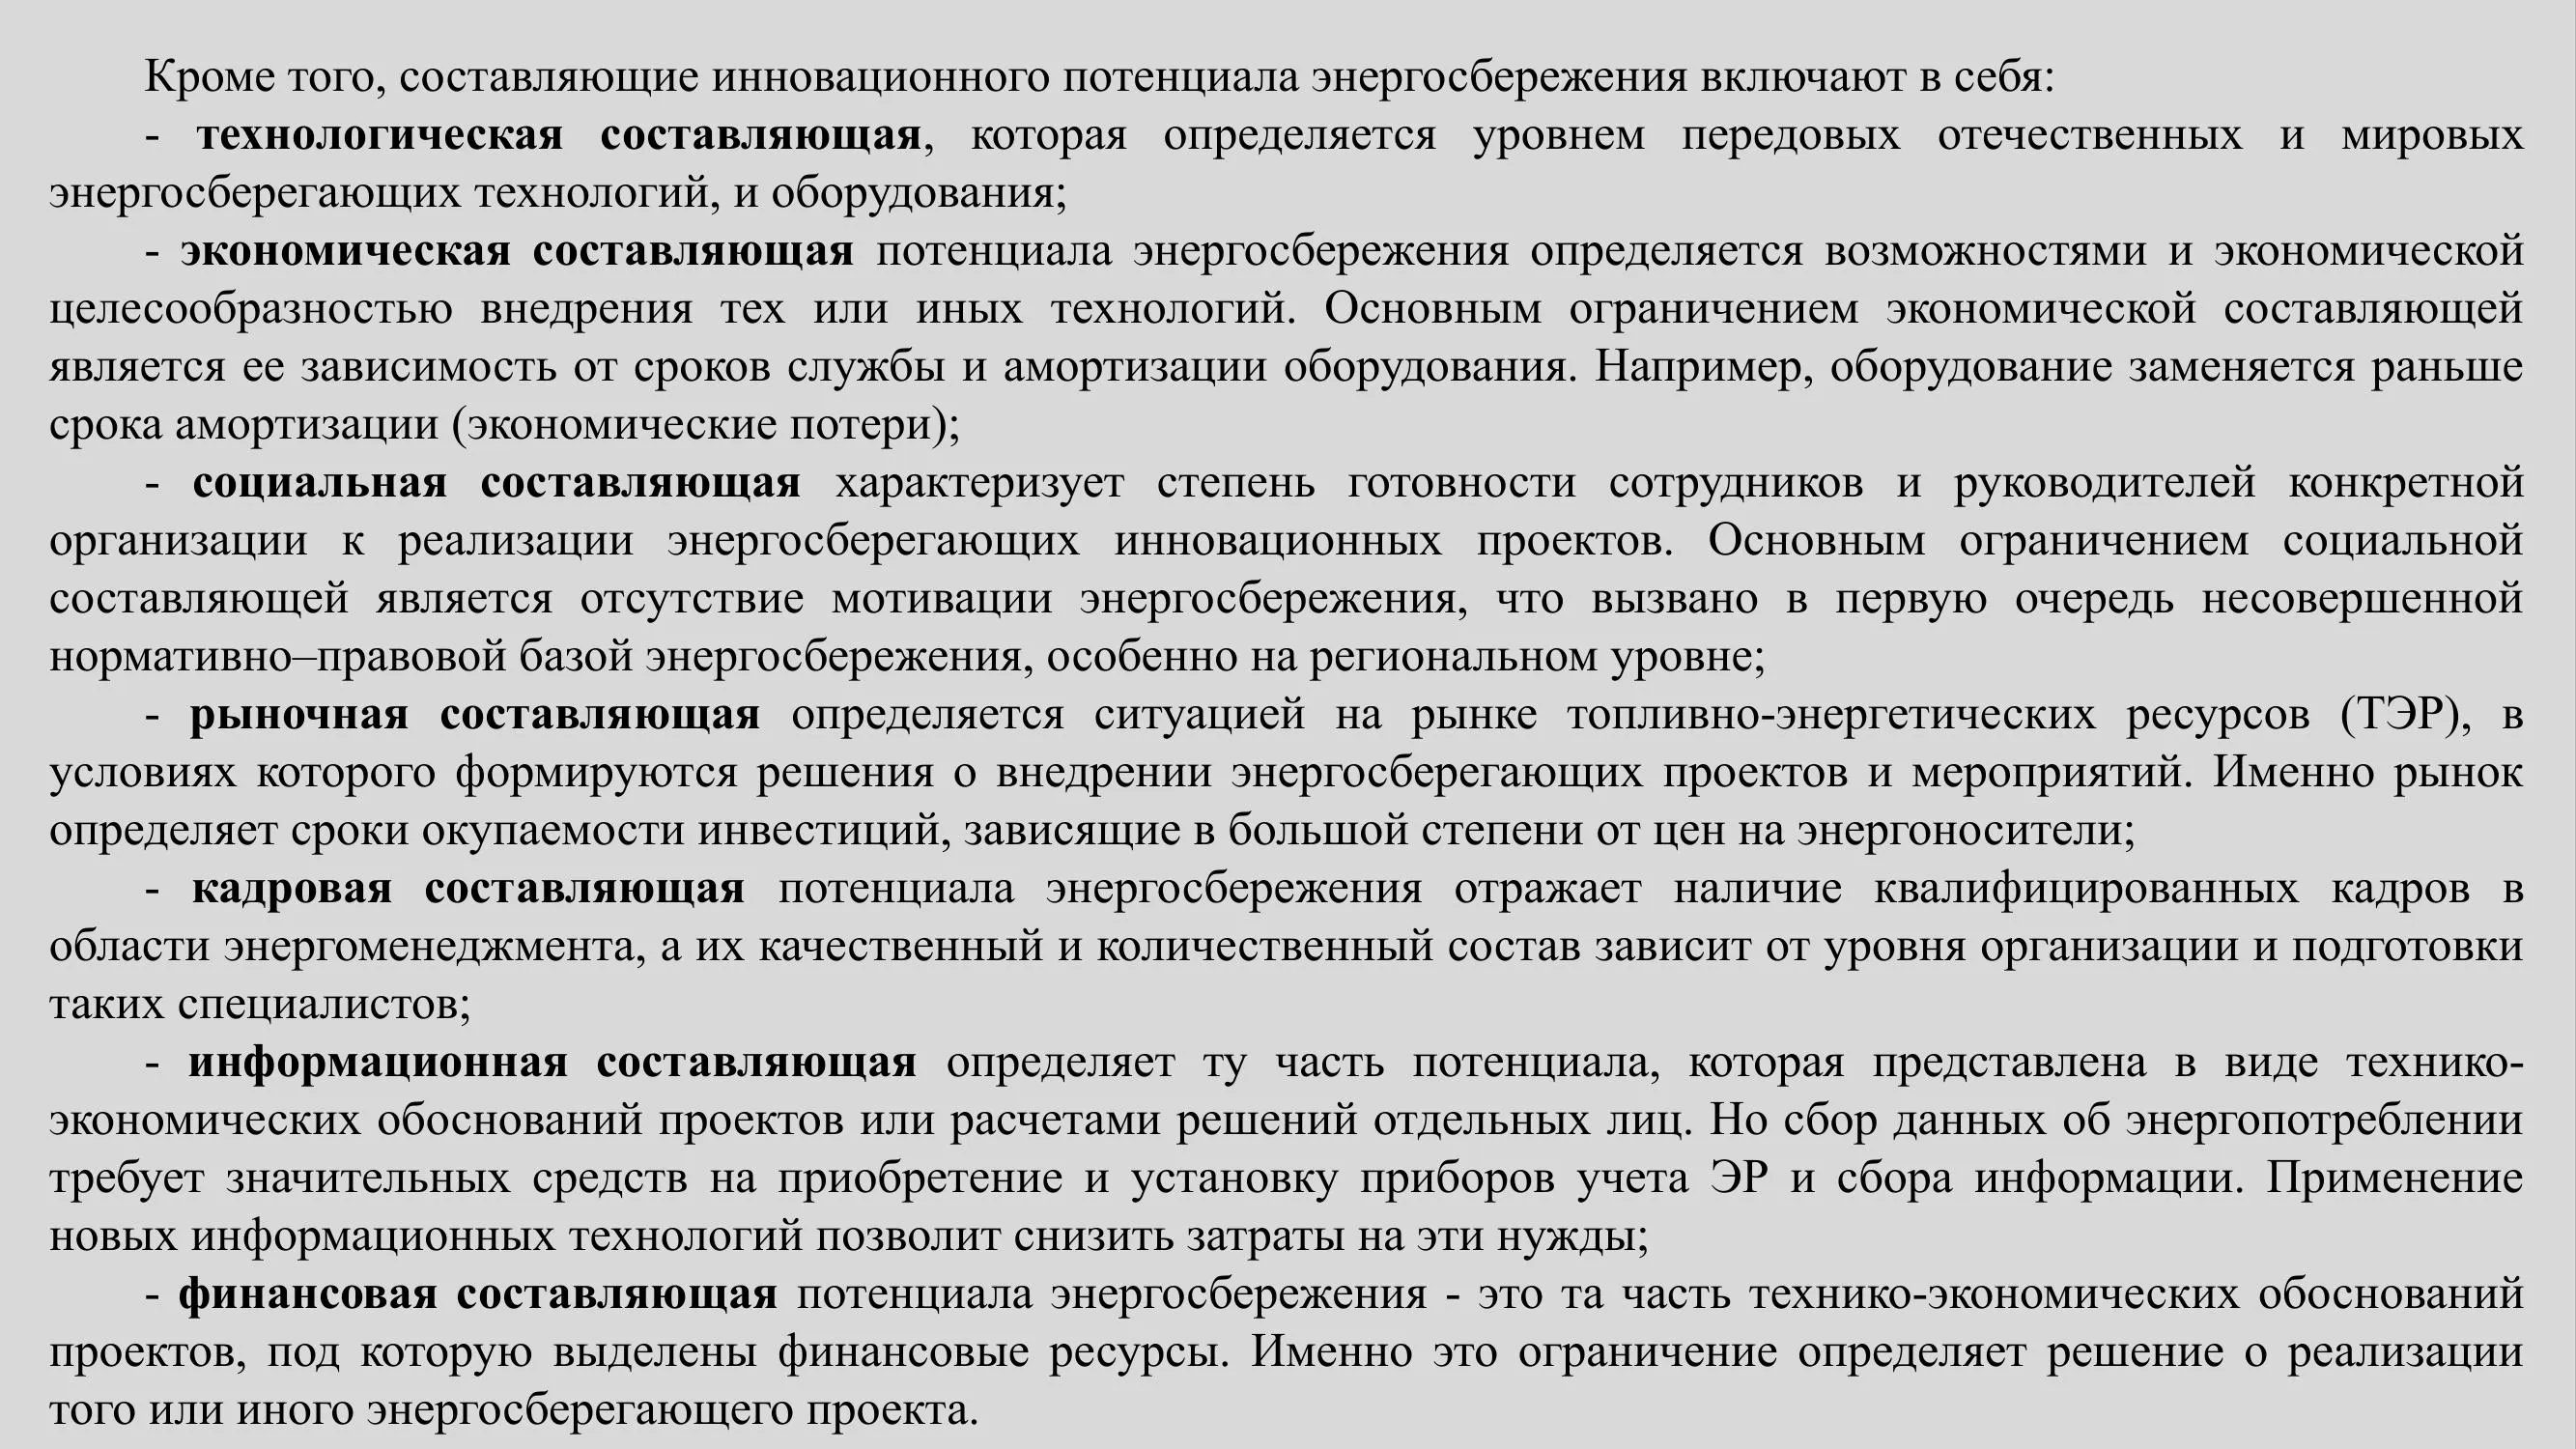 Кроме того, составляющие инновационного потенциала энергосбережения включают в себя:
- технологическая составляющая, которая определяется уровнем передовых отечественных и мировых
энергосберегающих технологий, и оборудования;
- экономическая составляющая потенциала энергосбережения определяется возможностями и экономической
целесообразностью внедрения тех или иных технологий. Основным ограничением экономической составляющей
является ее зависимость от сроков службы и амортизации оборудования. Например, оборудование заменяется раньше
срока амортизации (экономические потери);
- социальная составляющая характеризует степень готовности сотрудников и руководителей конкретной
организации к реализации энергосберегающих инновационных проектов. Основным ограничением социальной
составляющей является отсутствие мотивации энергосбережения, что вызвано в первую очередь несовершенной
нормативно–правовой базой энергосбережения, особенно на региональном уровне;
- рыночная составляющая определяется ситуацией на рынке топливно-энергетических ресурсов (ТЭР), в
условиях которого формируются решения о внедрении энергосберегающих проектов и мероприятий. Именно рынок
определяет сроки окупаемости инвестиций, зависящие в большой степени от цен на энергоносители;
- кадровая составляющая потенциала энергосбережения отражает наличие квалифицированных кадров в
области энергоменеджмента, а их качественный и количественный состав зависит от уровня организации и подготовки
таких специалистов;
- информационная составляющая определяет ту часть потенциала, которая представлена в виде технико-
экономических обоснований проектов или расчетами решений отдельных лиц. Но сбор данных об энергопотреблении
требует значительных средств на приобретение и установку приборов учета ЭР и сбора информации. Применение
новых информационных технологий позволит снизить затраты на эти нужды;
- финансовая составляющая потенциала энергосбережения - это та часть технико-экономических обоснований
проектов, под которую выделены финансовые ресурсы. Именно это ограничение определяет решение о реализации
того или иного энергосберегающего проекта.